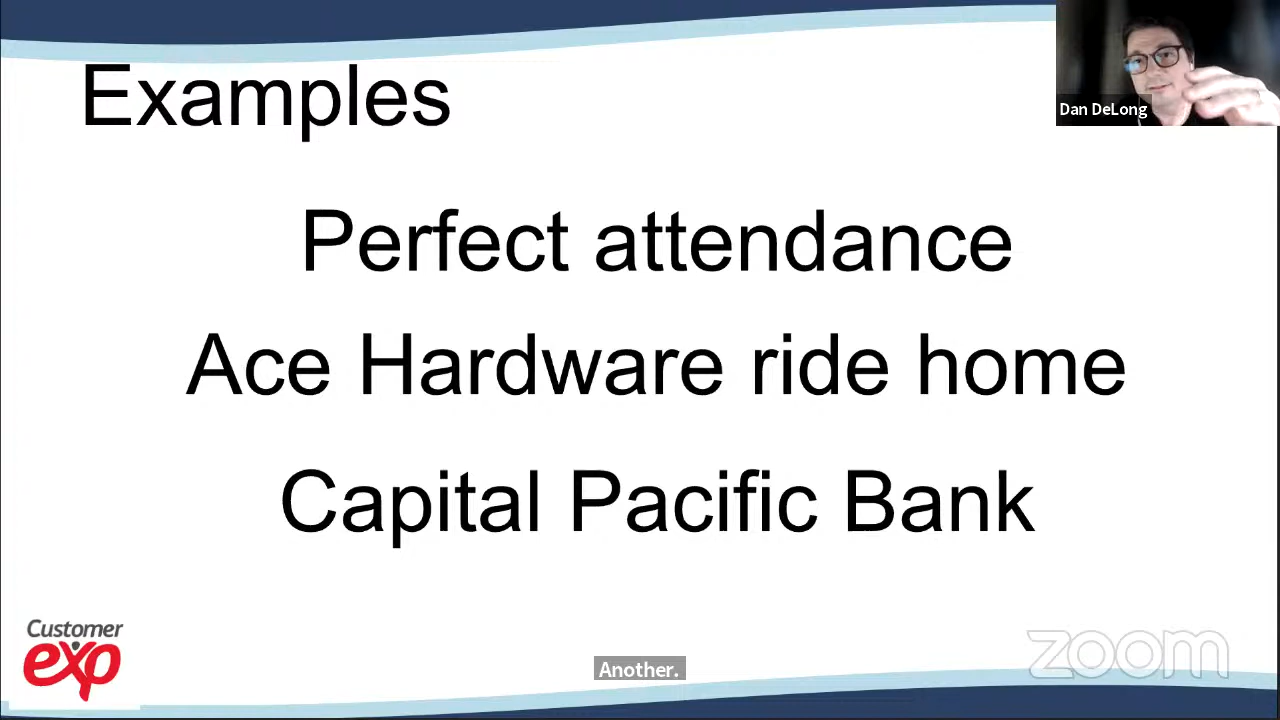 Examples
Dan DeLong
Perfect attendance
Ace Hardware ride home
Capital Pacific Bank
Customer
exp
zoom
Another.